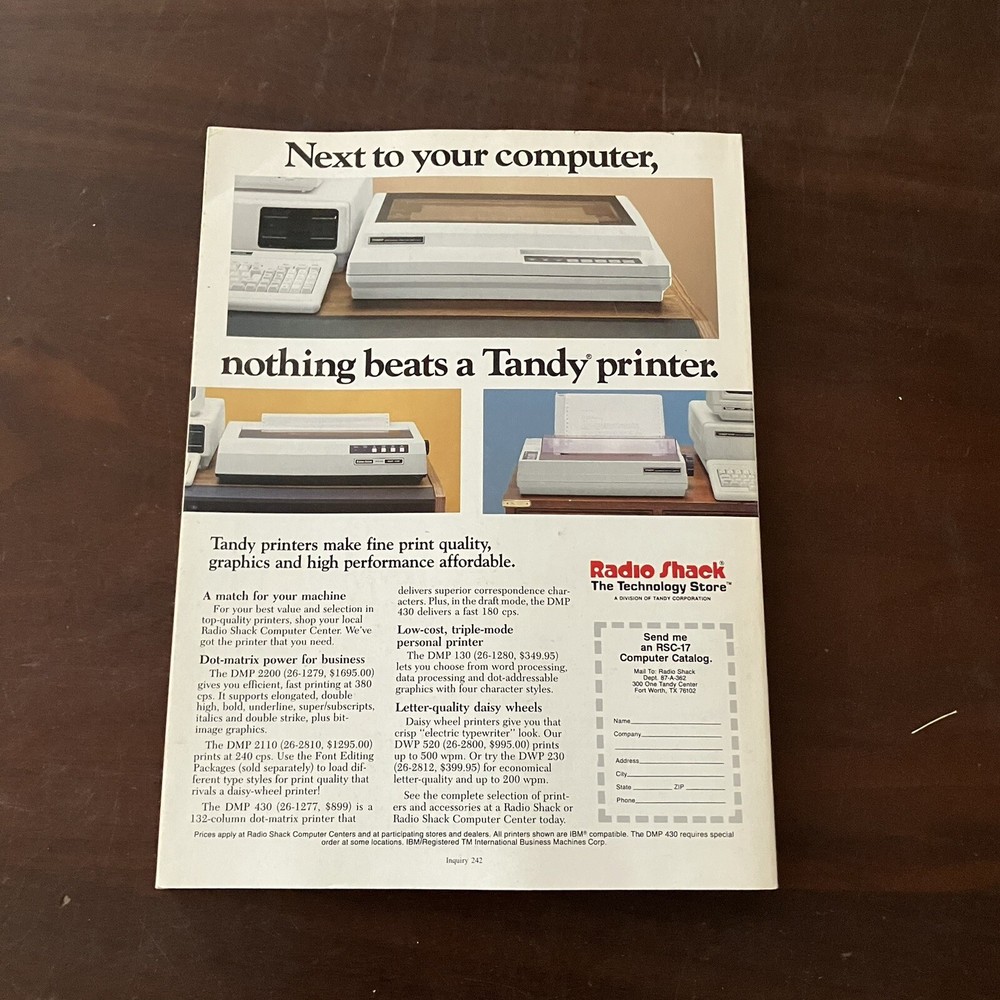 Next to your computer,
nothing beats a Tandy® printer.
Tandy printers make fine print quality,
graphics and high performance affordable.
A match for your machine
For your best value and selection in
top-quality printers, shop your local
Radio Shack Computer Center. We've
got the printer that you need.
Dot-matrix power for business
The DMP 2200 (26-1279, $1695.00)
gives you efficient, fast printing at 380
cps. It supports elongated, double
high, bold, underline, super/subscripts,
italics and double strike, plus bit-
image graphics.
The DMP 2110 (26-2810, $1295.00)
prints at 240 cps. Use the Font Editing
Packages (sold separately) to load dif-
ferent type styles for print quality that
rivals a daisy-wheel printer!
The DMP 430 (26-1277, $899) is a
132-column dot-matrix printer that
delivers superior correspondence char-
acters. Plus, in the draft mode, the DMP
430 delivers a fast 180 cps.
Low-cost, triple-mode
personal printer
The DMP 130 (26-1280, $349.95)
lets you choose from word processing,
data processing and dot-addressable
graphics with four character styles.
Letter-quality daisy wheels
Daisy wheel printers give you that
crisp "electric typewriter" look. Our
DWP 520 (26-2800, $995.00) prints
up to 500 wpm. Or try the DWP 230
(26-2812, $399.95) for economical
letter-quality and up to 200 wpm.
See the complete selection of print-
ers and accessories at a Radio Shack or
Radio Shack Computer Center today.
Radio Shack®
The Technology Store™
A DIVISION OF TANDY CORPORATION
Send me
an RSC-17
Computer Catalog.
Mail To: Radio Shack
Dept. 87-A-362
300 One Tandy Center
Fort Worth, TX 76102
Name
Company
Address
City
State ZIP
Phone
Prices apply at Radio Shack Computer Centers and at participating stores and dealers. All printers shown are IBM® compatible. The DMP 430 requires special
order at some locations. IBM/Registered TM International Business Machines Corp.
Inquiry 242